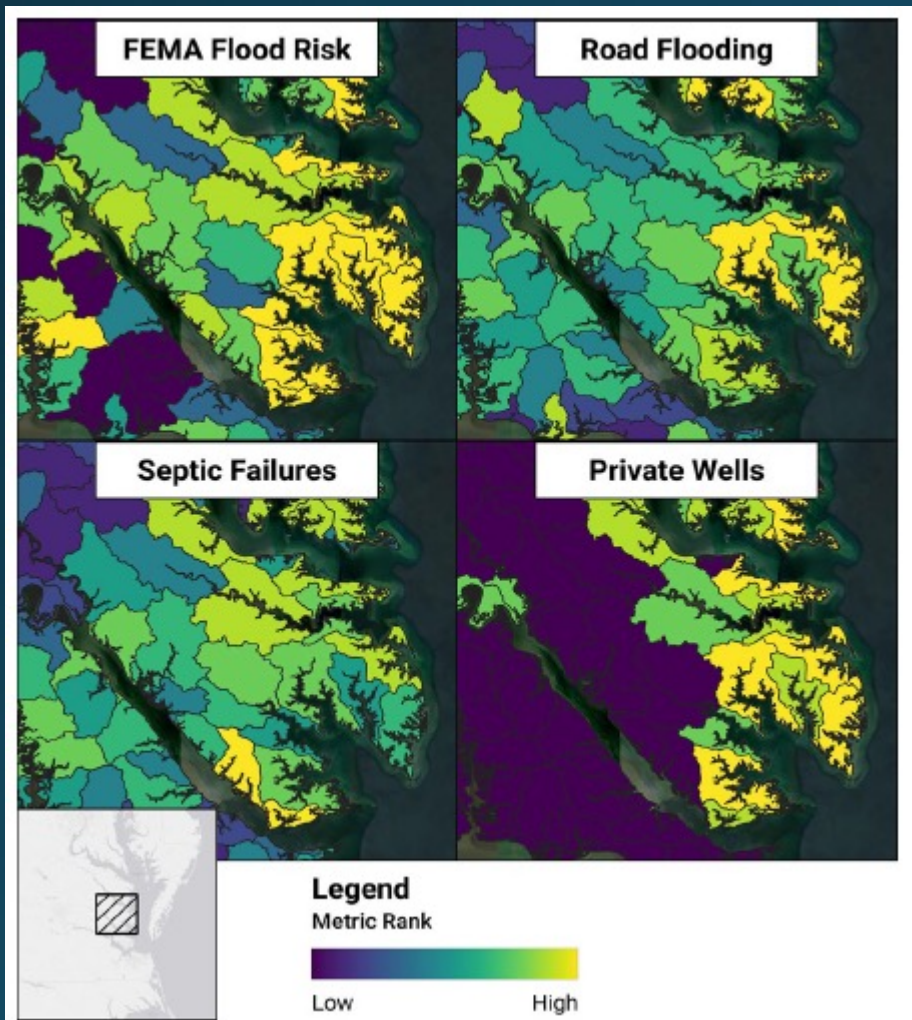 FEMA Flood Risk
Road Flooding
Septic Failures
Private Wells
Legend
Metric Rank
Low
High